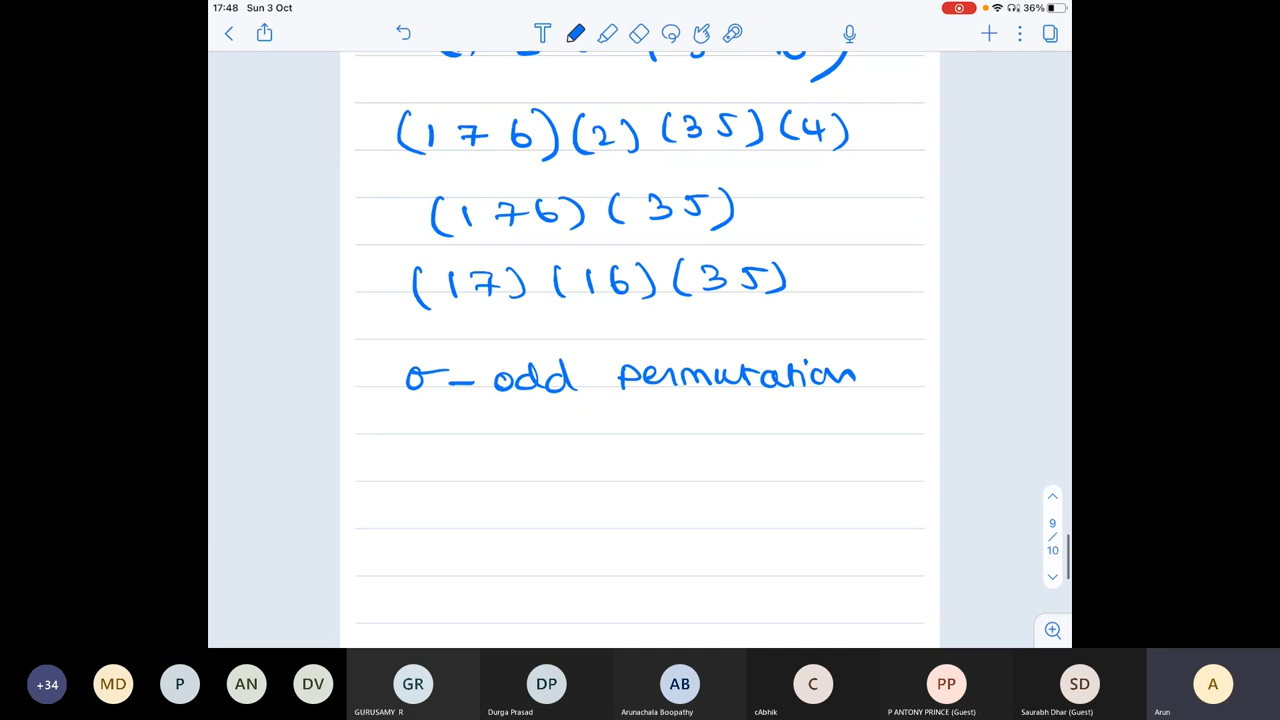 17:48 Sun 3 Oct
36%
T
(1 7 6) (2) (3 5) (4)
(1 7 6) (3 5)
(1 7) (1 6) (3 5)
σ – odd permutation
9
/
10
+34
MD
P
AN
DV
GR
GURUSAMY R
DP
Durga Prasad
AB
Arunachala Boopathy
C
cAbhik
PP
P ANTONY PRINCE (Guest)
SD
Saurabh Dhar (Guest)
A
Arun